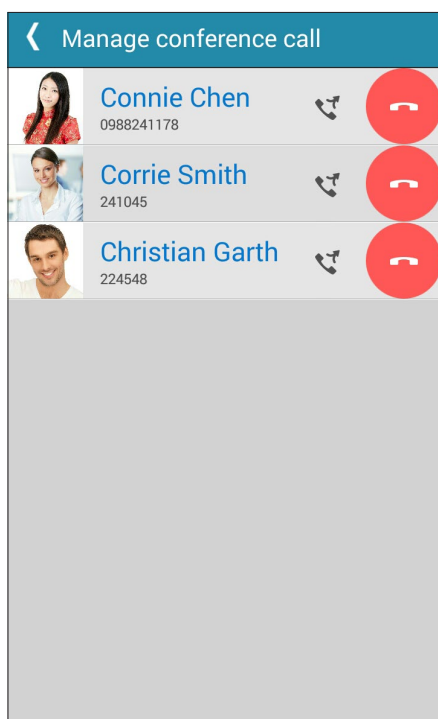 Manage conference call
Connie Chen
0988241178
Corrie Smith
241045
Christian Garth
224548